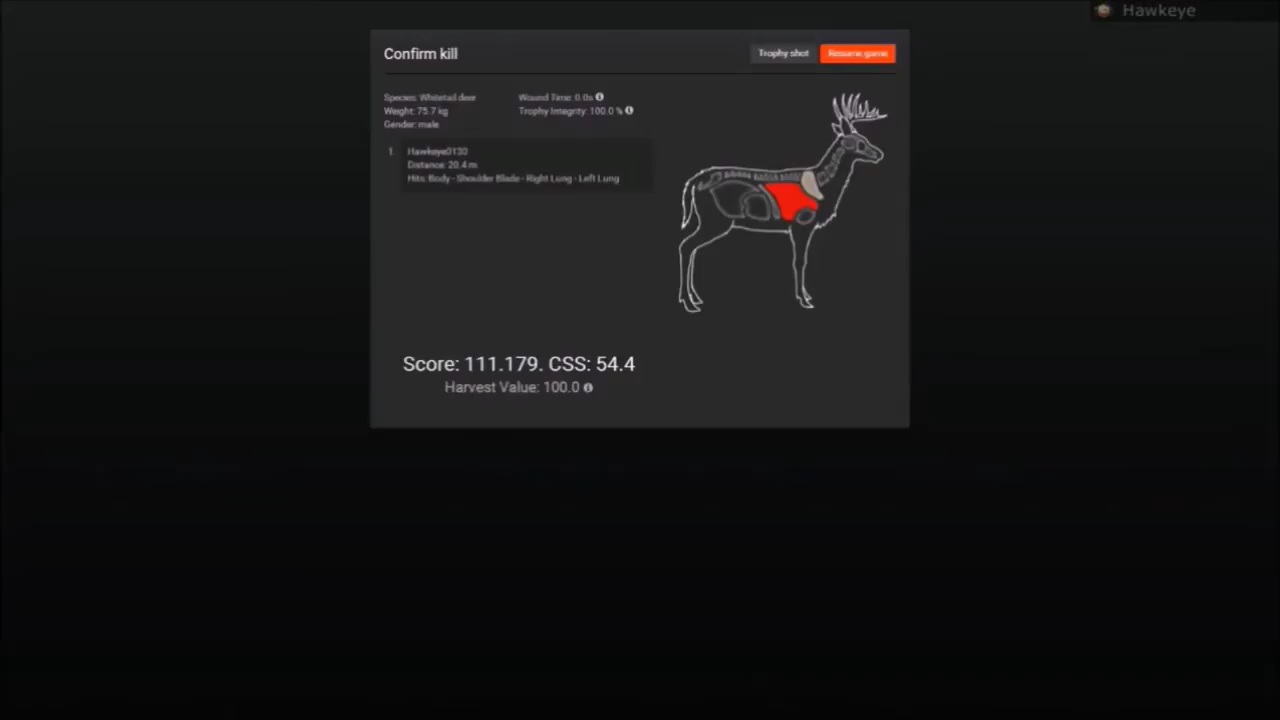 Hawkeye
Confirm kill
Trophy shot
Resume game
Species: Whitetail deer
Wound Time: 0.0s
Weight: 75.7 kg
Trophy Integrity: 100.0 %
Gender: male
1 Hawkeye0130
Distance: 20.4 m
Hits: Body - Shoulder Blade - Right Lung - Left Lung
Score: 111.179. CSS: 54.4
Harvest Value: 100.0